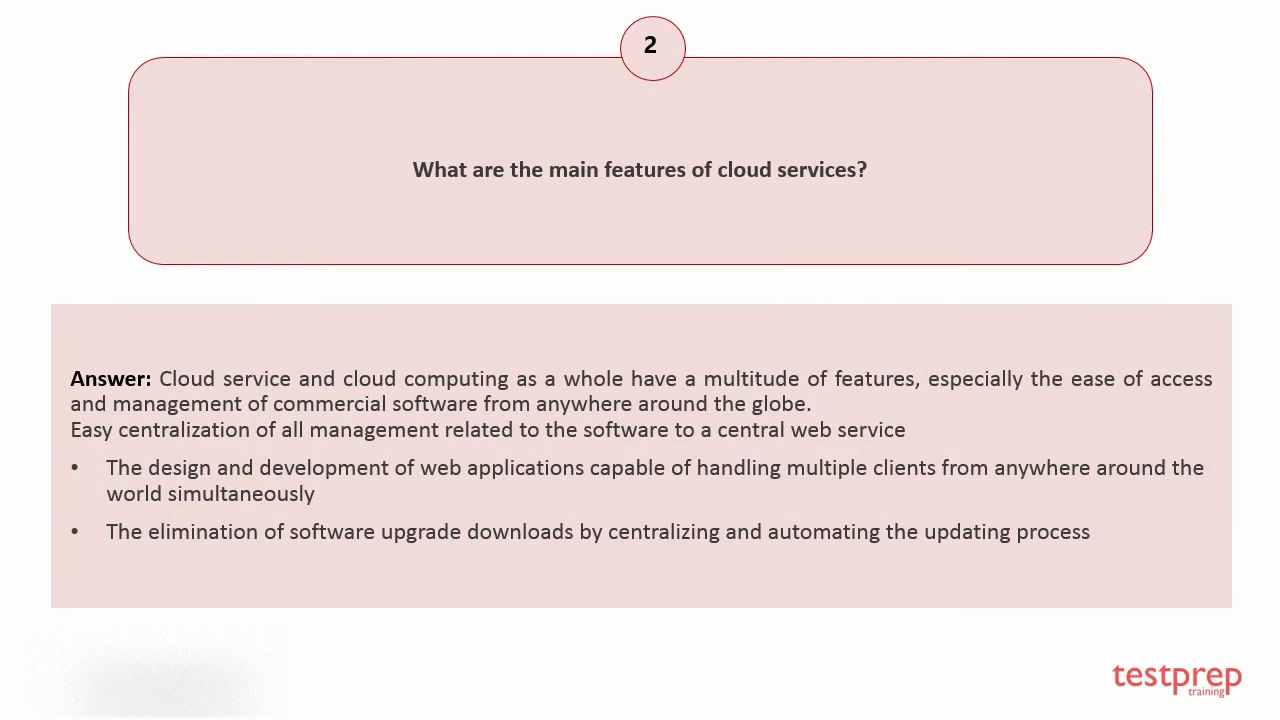 2
What are the main features of cloud services?
Answer: Cloud service and cloud computing as a whole have a multitude of features, especially the ease of access
and management of commercial software from anywhere around the globe.
Easy centralization of all management related to the software to a central web service
• The design and development of web applications capable of handling multiple clients from anywhere around the
world simultaneously
• The elimination of software upgrade downloads by centralizing and automating the updating process
testprep
training